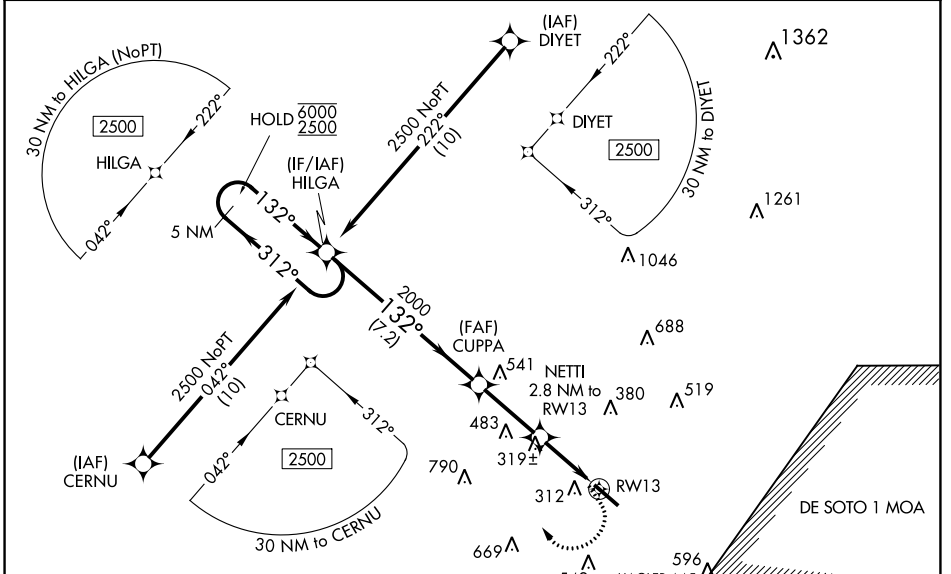 (IAF)
DIYET
1362
30 NM to HILGA (NoPT)
2500
222°
HILGA
042°
HOLD 6000
2500
(IF/IAF)
HILGA
2500 NoPT
222°
(10)
222°
DIYET
2500
30 NM to DIYET
312°
132°
5 NM
312°
1261
1046
2000
132°
(7.2)
(FAF)
CUPPA
688
2500 NoPT
042°
(10)
541
NETTI
2.8 NM to
RW13
380
519
CERNU
312°
042°
2500
30 NM to CERNU
(IAF)
CERNU
483
319±
790
312
RW13
DE SOTO 1 MOA
669
596